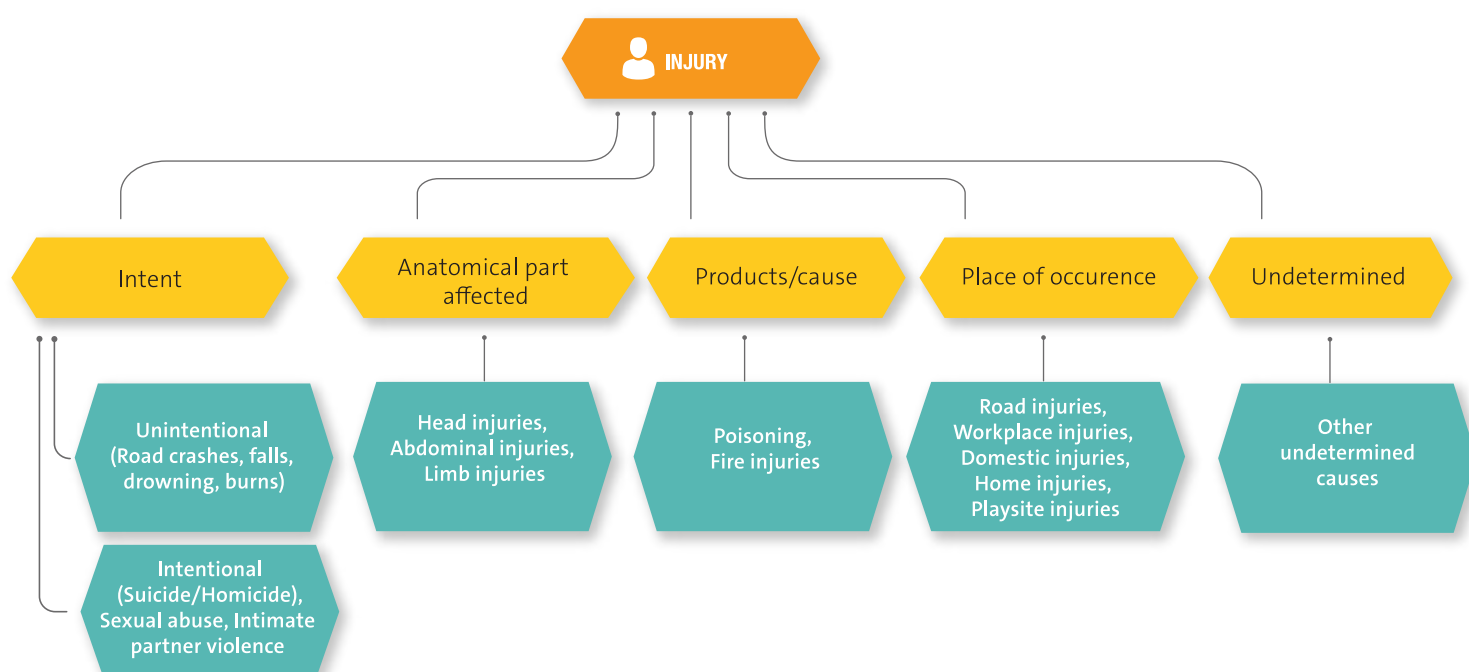 INJURY
Intent
Anatomical part
affected
Products/cause
Place of occurence
Undetermined
Unintentional
(Road crashes, falls,
drowning, burns)
Head injuries,
Abdominal injuries,
Limb injuries
Poisoning,
Fire injuries
Road injuries,
Workplace injuries,
Domestic injuries,
Home injuries,
Playsite injuries
Other
undetermined
causes
Intentional
(Suicide/Homicide),
Sexual abuse, Intimate
partner violence